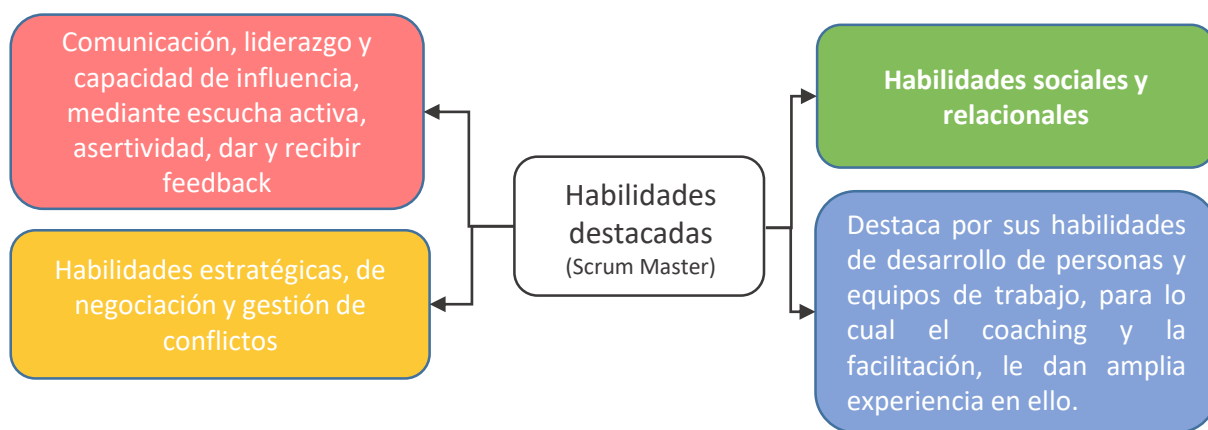 Comunicación, liderazgo y
capacidad de influencia,
mediante escucha activa,
asertividad, dar y recibir
feedback
Habilidades estratégicas, de
negociación y gestión de
conflictos
Habilidades
destacadas
(Scrum Master)
Habilidades sociales y
relacionales
Destaca por sus habilidades
de desarrollo de personas y
equipos de trabajo, para lo
cual el coaching y la
facilitación, le dan amplia
experiencia en ello.